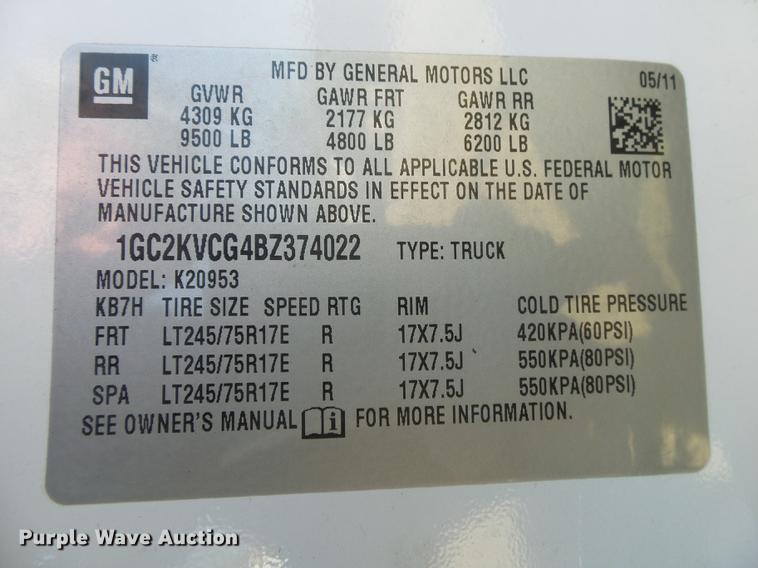 GM®
MFD BY GENERAL MOTORS LLC 05/11
GVWR GAWR FRT GAWR RR
4309 KG 2177 KG 2812 KG
9500 LB 4800 LB 6200 LB
THIS VEHICLE CONFORMS TO ALL APPLICABLE U.S. FEDERAL MOTOR
VEHICLE SAFETY STANDARDS IN EFFECT ON THE DATE OF
MANUFACTURE SHOWN ABOVE.
1GC2KVCG4BZ374022 TYPE: TRUCK
MODEL: K20953
KB7H TIRE SIZE SPEED RTG RIM COLD TIRE PRESSURE
FRT LT245/75R17E R 17X7.5J 420KPA(60PSI)
RR LT245/75R17E R 17X7.5J 550KPA(80PSI)
SPA LT245/75R17E R 17X7.5J 550KPA(80PSI)
SEE OWNER'S MANUAL i FOR MORE INFORMATION.
Purple Wave Auction